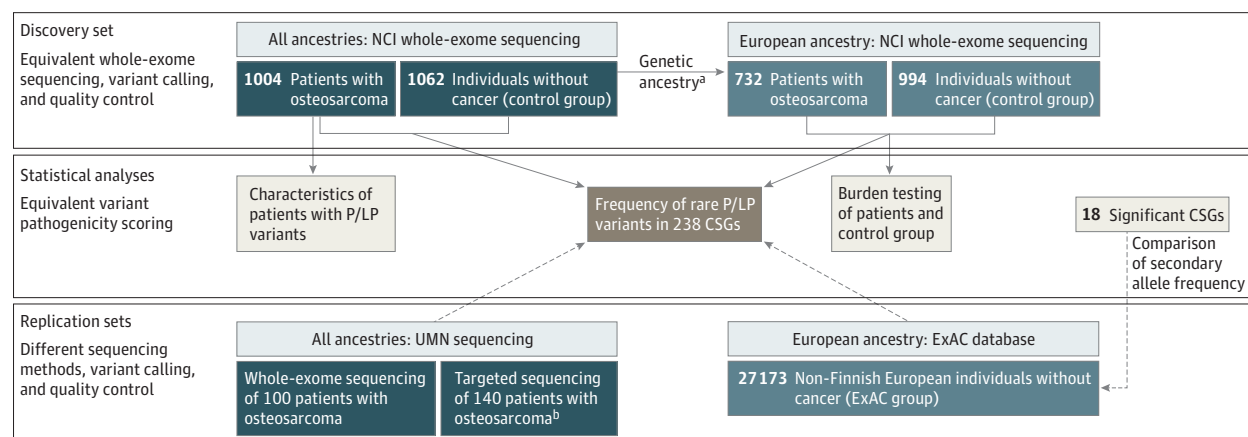 Discovery set
Equivalent whole-exome
sequencing, variant calling,
and quality control
All ancestries: NCI whole-exome sequencing
1004 Patients with
osteosarcoma
1062 Individuals without
cancer (control group)
Genetic
ancestrya
European ancestry: NCI whole-exome sequencing
732 Patients with
osteosarcoma
994 Individuals without
cancer (control group)
Statistical analyses
Equivalent variant
pathogenicity scoring
Characteristics of
patients with P/LP
variants
Frequency of rare P/LP
variants in 238 CSGs
Burden testing
of patients and
control group
18 Significant CSGs
Comparison
of secondary
allele frequency
Replication sets
Different sequencing
methods, variant calling,
and quality control
All ancestries: UMN sequencing
Whole-exome sequencing
of 100 patients with
osteosarcoma
Targeted sequencing
of 140 patients with
osteosarcomab
European ancestry: ExAC database
27173 Non-Finnish European individuals without
cancer (ExAC group)